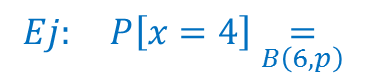 Ej: P[x = 4] =
B(6,p)